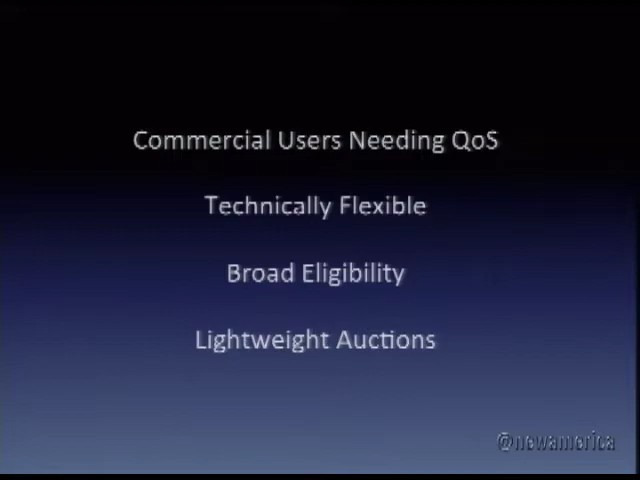 Commercial Users Needing QoS
Technically Flexible
Broad Eligibility
Lightweight Auctions
@newamerica